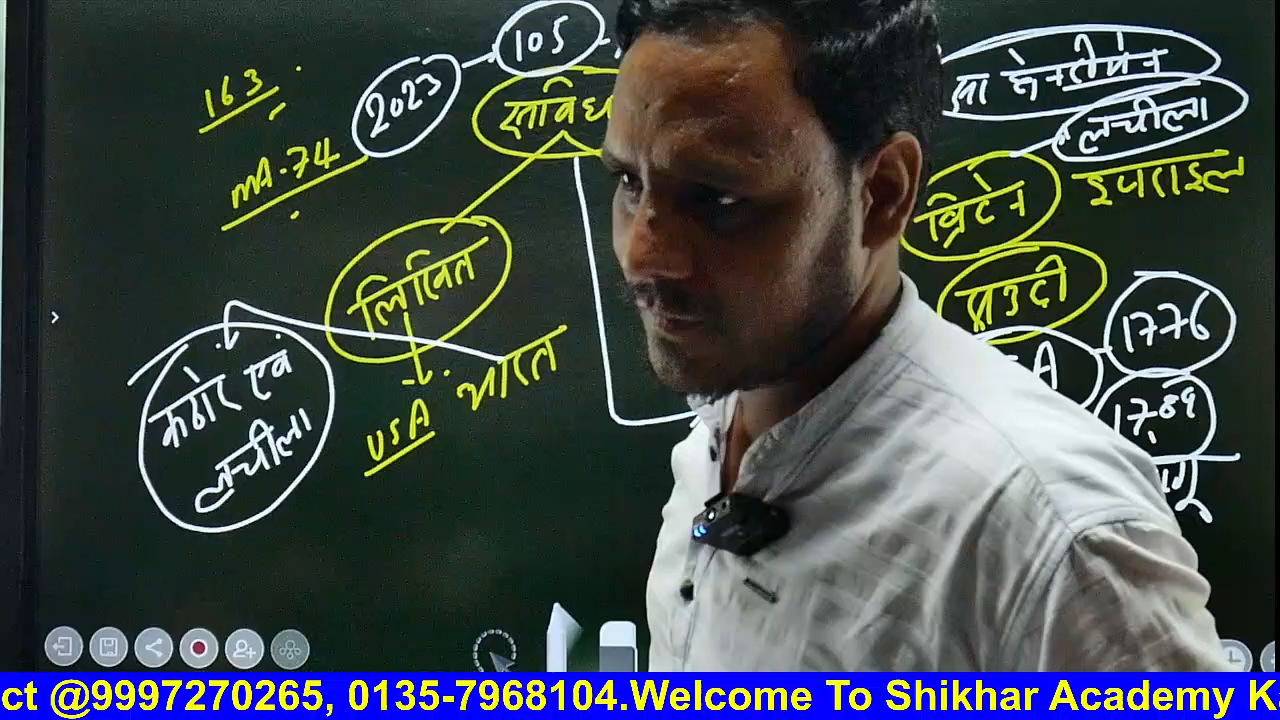 163
2023
105
संविध
mA-74
लिखित
USA
भारत
कठोर एवं
लचीला
लचीला
ब्रिटेन
इजराइल
सऊदी
A
1776
1789
ागू
ct @9997270265, 0135-7968104.Welcome To Shikhar Academy K.